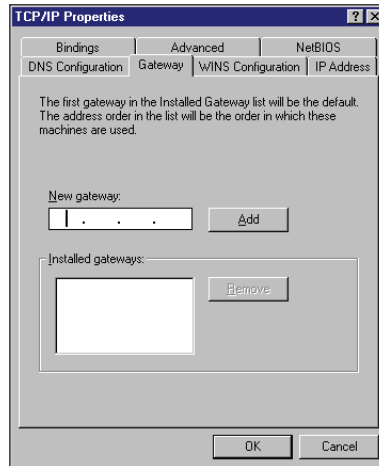 TCP/IP Properties
Bindings Advanced NetBIOS
DNS Configuration Gateway WINS Configuration IP Address
The first gateway in the Installed Gateway list will be the default.
The address order in the list will be the order in which these
machines are used.
New gateway:
. . .
Add
Installed gateways:
Remove
OK Cancel